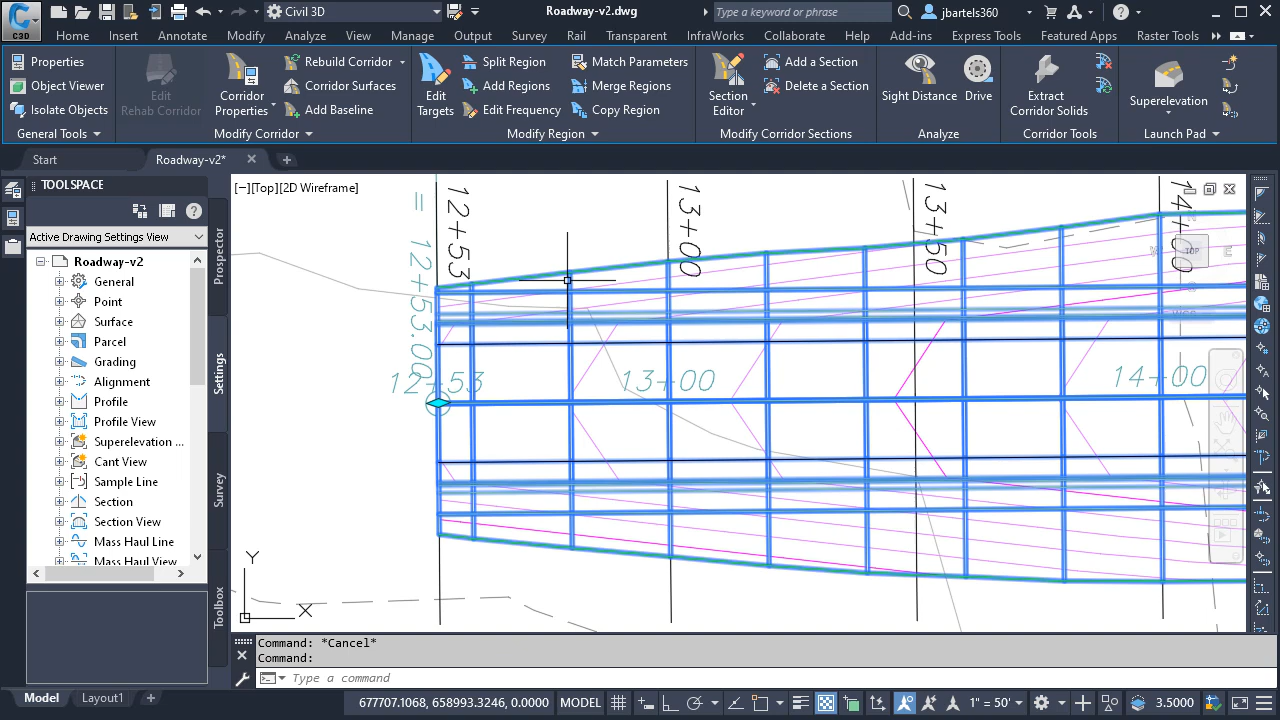 C3D
Civil 3D
Share
Roadway-v2.dwg
Type a keyword or phrase
jbartels360
Home Insert Annotate Modify Analyze View Manage Output Survey Rail Transparent InfraWorks Collaborate Help Add-ins Express Tools Featured Apps Raster Tools
Properties
Object Viewer
Isolate Objects
General Tools
Edit
Rehab Corridor
Corridor
Properties
Rebuild Corridor
Corridor Surfaces
Add Baseline
Modify Corridor
Edit
Targets
Split Region
Add Regions
Edit Frequency
Match Parameters
Merge Regions
Copy Region
Modify Region
Section
Editor
Add a Section
Delete a Section
Modify Corridor Sections
Sight Distance
Drive
Analyze
Extract
Corridor Solids
Corridor Tools
Superelevation
Launch Pad
Start
Roadway-v2*
TOOLSPACE
Active Drawing Settings View
Roadway-v2
General
Point
Surface
Parcel
Grading
Alignment
Profile
Profile View
Superelevation ...
Cant View
Sample Line
Section
Section View
Mass Haul Line
Mass Haul View
Prospector
Settings
Survey
Toolbox
[−][Top][2D Wireframe]
12+53
13+00
13+50
14+00
= 12+53.00
12+53
13+00
14+00
TOP
E
Y
X
Command: *Cancel*
Command:
Type a command
Model
Layout1
677707.1068, 658993.3246, 0.0000
MODEL
1" = 50'
3.5000